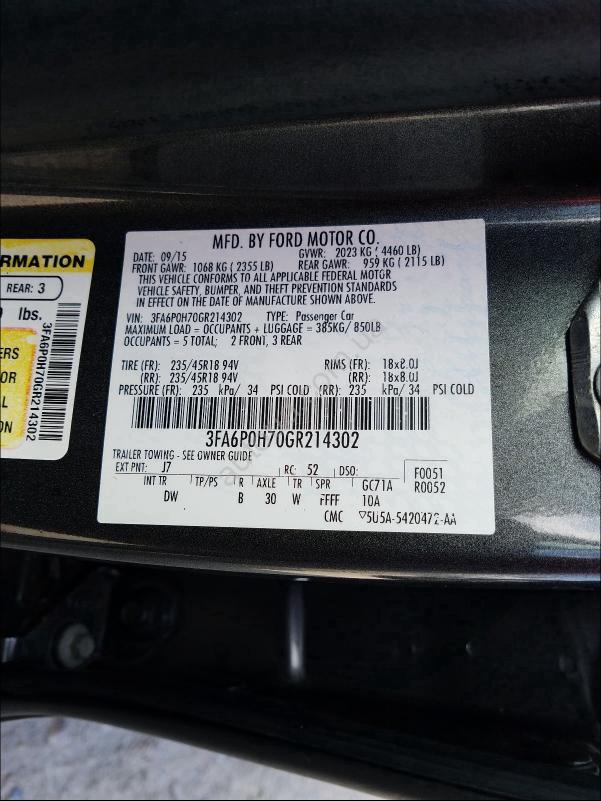 MFD. BY FORD MOTOR CO.
DATE: 09/15 GVWR: 2023 KG ( 4460 LB)
FRONT GAWR: 1068 KG ( 2355 LB) REAR GAWR: 959 KG ( 2115 LB)
THIS VEHICLE CONFORMS TO ALL APPLICABLE FEDERAL MOTOR
VEHICLE SAFETY, BUMPER, AND THEFT PREVENTION STANDARDS
IN EFFECT ON THE DATE OF MANUFACTURE SHOWN ABOVE.
VIN: 3FA6P0H70GR214302 TYPE: Passenger Car
MAXIMUM LOAD = OCCUPANTS + LUGGAGE = 385KG/ 850LB
OCCUPANTS = 5 TOTAL; 2 FRONT, 3 REAR
TIRE (FR): 235/45R18 94V RIMS (FR): 18x8.0J
(RR): 235/45R18 94V (RR): 18x8.0J
PRESSURE (FR): 235 kPa/ 34 PSI COLD (RR): 235 kPa/ 34 PSI COLD
3FA6P0H70GR214302
TRAILER TOWING - SEE OWNER GUIDE
EXT PNT: J7 RC: 52 DSO: F0051
R0052
INT TR TP/PS R AXLE TR SPR GC71A
DW B 30 W FFFF 10A
CMC ▽5U5A-5420472-AA
RMATION
REAR: 3
lbs.
ERS
OR
AL
ON
3FA6P0H70GR214302